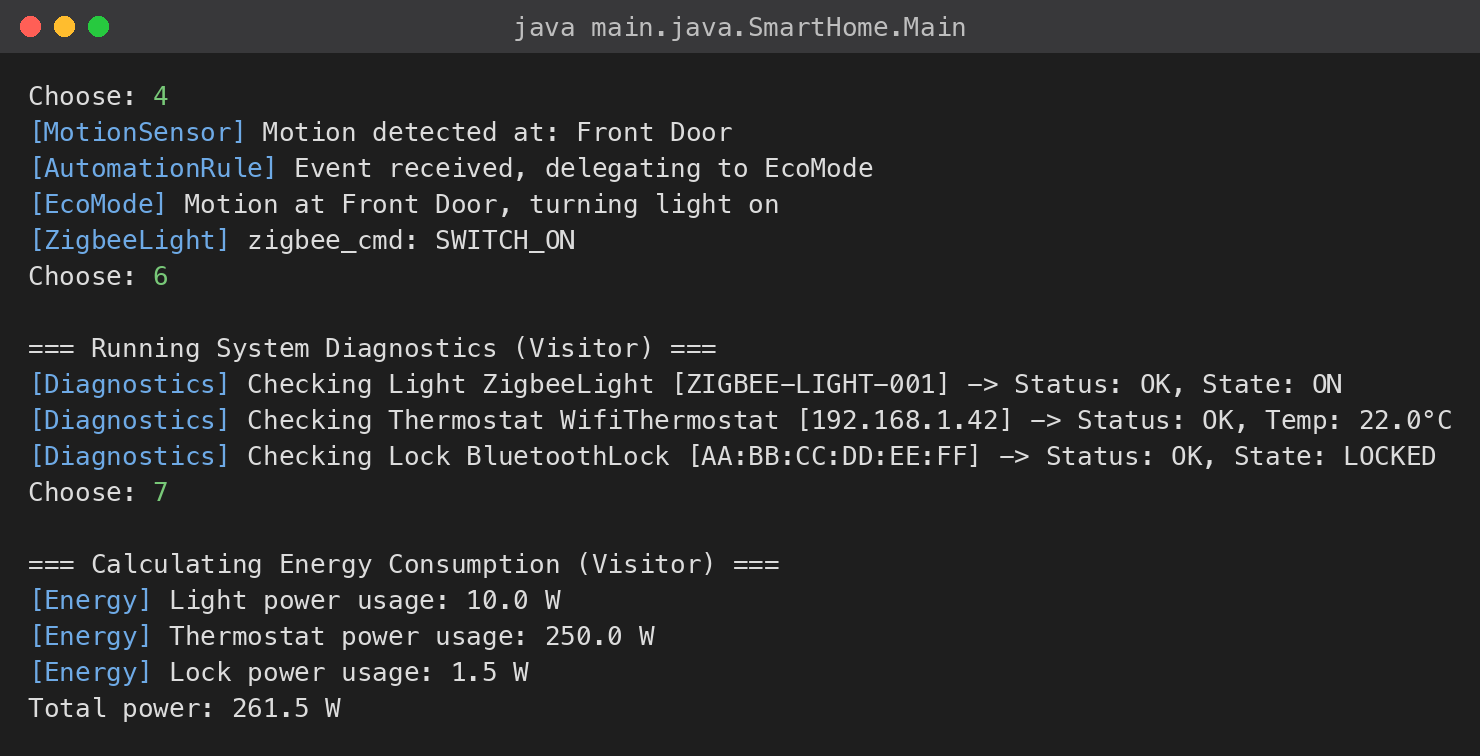 java main.java.SmartHome.Main
Choose: 4
[MotionSensor] Motion detected at: Front Door
[AutomationRule] Event received, delegating to EcoMode
[EcoMode] Motion at Front Door, turning light on
[ZigbeeLight] zigbee_cmd: SWITCH_ON
Choose: 6
=== Running System Diagnostics (Visitor) ===
[Diagnostics] Checking Light ZigbeeLight [ZIGBEE-LIGHT-001] -> Status: OK, State: ON
[Diagnostics] Checking Thermostat WifiThermostat [192.168.1.42] -> Status: OK, Temp: 22.0°C
[Diagnostics] Checking Lock BluetoothLock [AA:BB:CC:DD:EE:FF] -> Status: OK, State: LOCKED
Choose: 7
=== Calculating Energy Consumption (Visitor) ===
[Energy] Light power usage: 10.0 W
[Energy] Thermostat power usage: 250.0 W
[Energy] Lock power usage: 1.5 W
Total power: 261.5 W